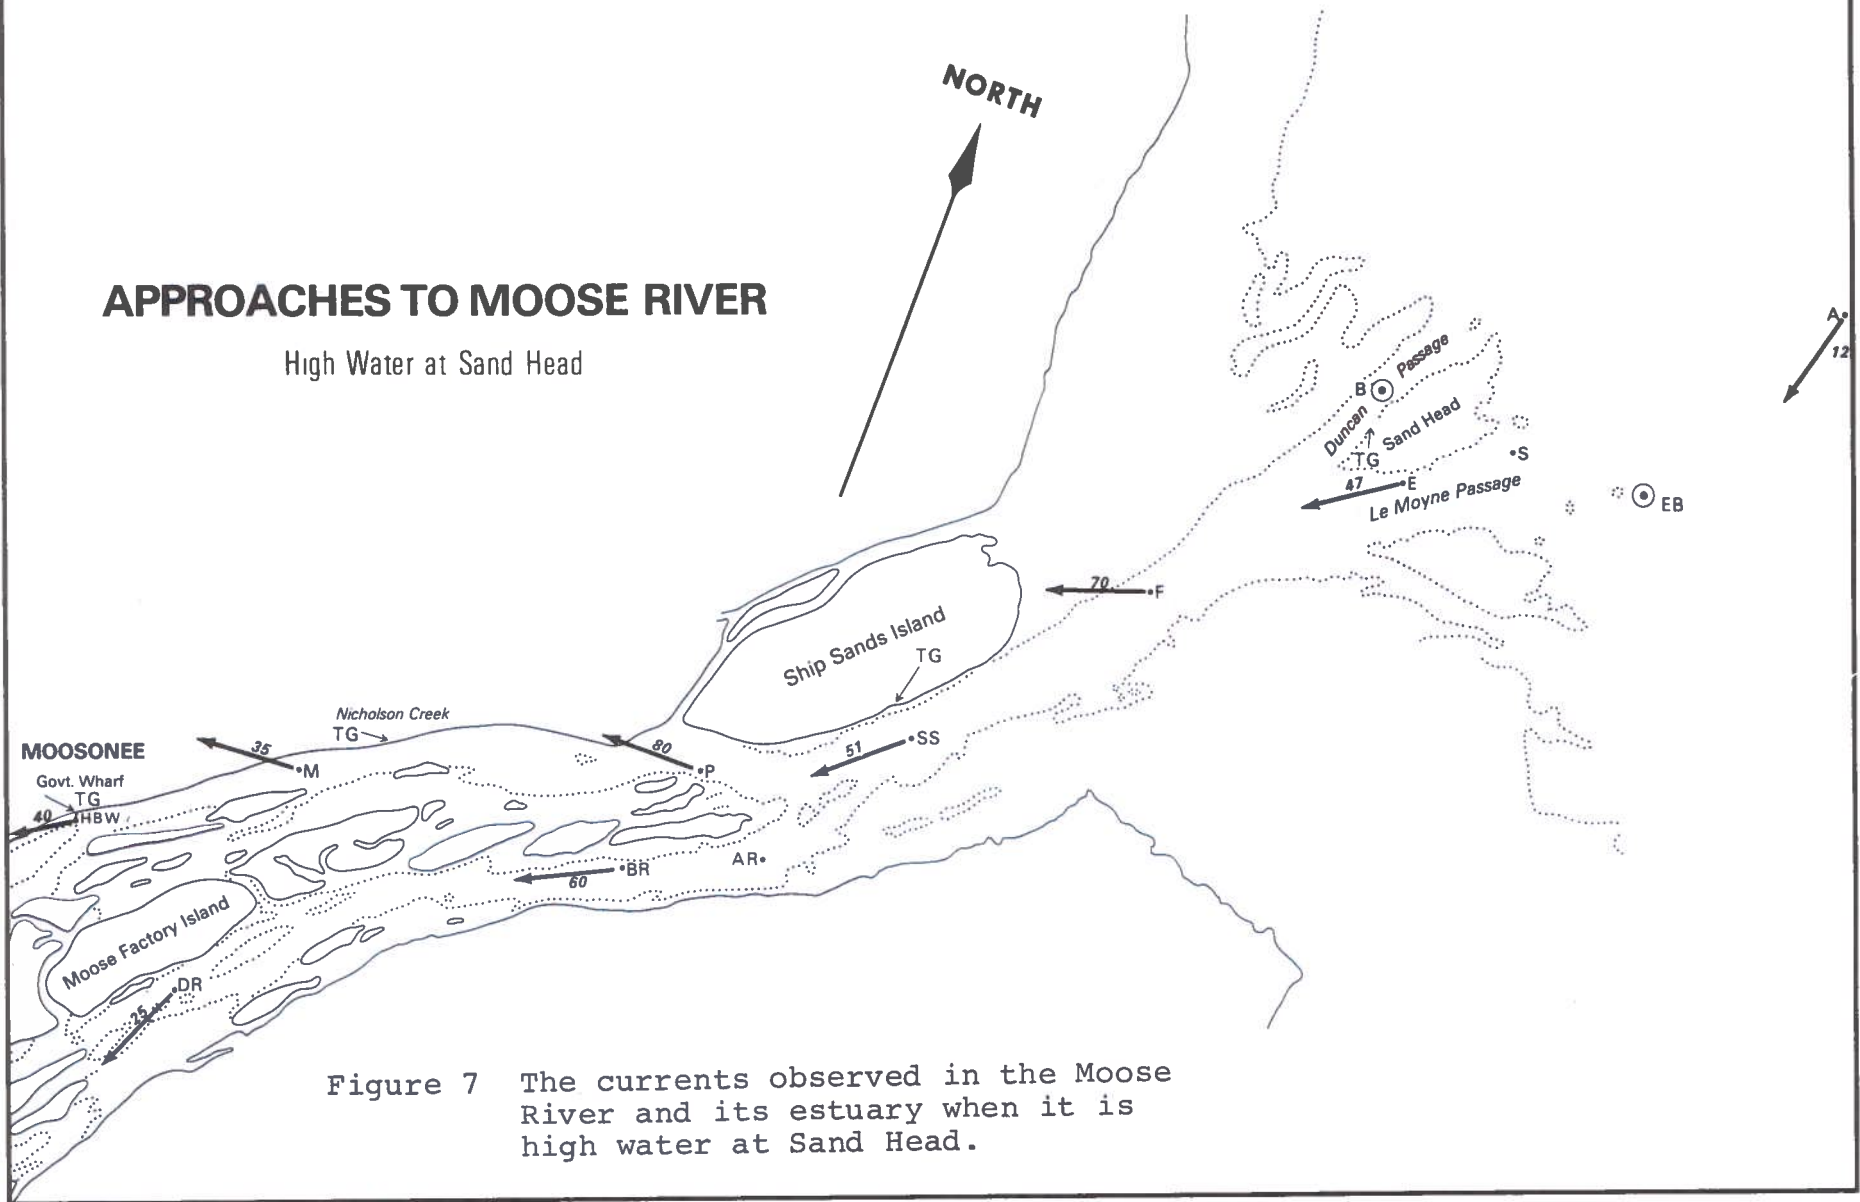 NORTH
APPROACHES TO MOOSE RIVER
High Water at Sand Head
A
12
B
Duncan Passage
Sand Head
TG
S
47
E
Le Moyne Passage
EB
70
F
Ship Sands Island
TG
Nicholson Creek
TG
MOOSONEE
35
M
80
P
51
SS
Govt. Wharf
TG
40
HBW
AR
BR
60
Moose Factory Island
DR
25
Figure 7 The currents observed in the Moose
River and its estuary when it is
high water at Sand Head.